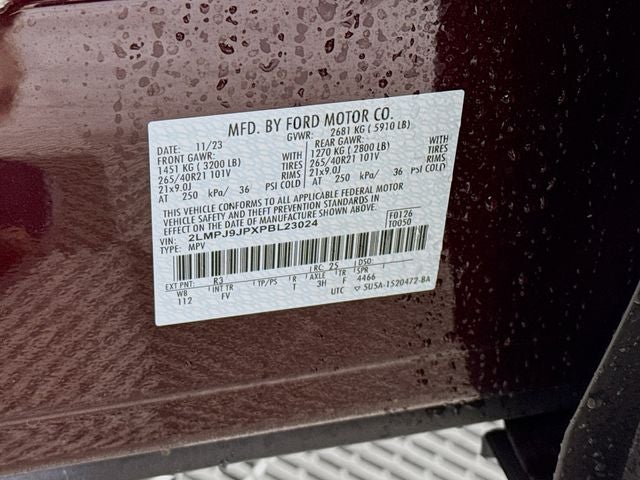 MFD. BY FORD MOTOR CO.
DATE: 11/23 GVWR: 2681 KG ( 5910 LB)
FRONT GAWR: WITH REAR GAWR: WITH
1451 KG ( 3200 LB) TIRES 1270 KG ( 2800 LB) TIRES
265/40R21 101V RIMS 265/40R21 101V RIMS
21x9.0J 21x9.0J
AT 250 kPa/ 36 PSI COLD AT 250 kPa/ 36 PSI COLD
THIS VEHICLE CONFORMS TO ALL APPLICABLE FEDERAL MOTOR
VEHICLE SAFETY AND THEFT PREVENTION STANDARDS IN
EFFECT ON THE DATE OF MANUFACTURE SHOWN ABOVE.
VIN: 2LMPJ9JPXPBL23024 F0126
TYPE: MPV T0050
EXT PNT: R3 RC: 25 DSO:
WB INT TR TP/PS R AXLE TR SPR
112 FV T 3H F 4466
UTC ▽ 5U5A-1520472-BA